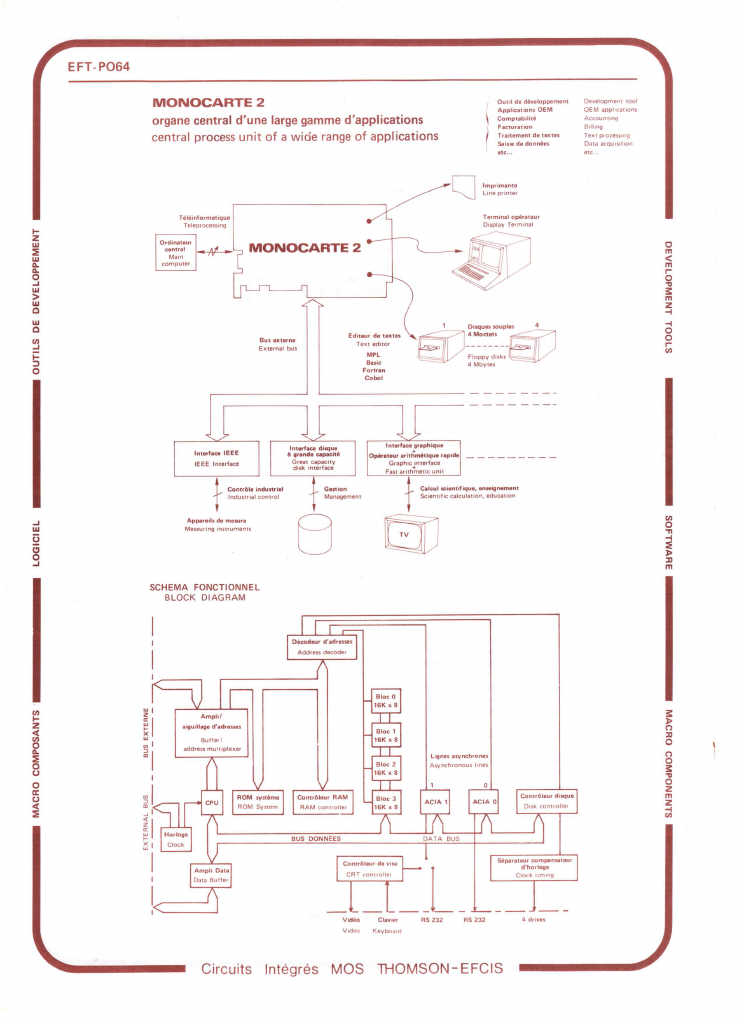 EFT-PO64
MONOCARTE 2
organe central d'une large gamme d'applications
central process unit of a wide range of applications
Outil de développement
Applications OEM
Comptabilité
Facturation
Traitement de textes
Saisie de données
etc...
Development tool
OEM applications
Accounting
Billing
Text processing
Data acquisition
etc...
Imprimante
Line printer
Téléinformatique
Teleprocessing
Terminal opérateur
Display Terminal
Ordinateur
central
Main
computer
MONOCARTE 2
1
Disques souples
4 Moctets
4
Floppy disks
4 Mbytes
Bus externe
External bus
Editeur de textes
Text editor
MPL
Basic
Fortran
Cobol
Interface IEEE
IEEE Interface
Interface disque
à grande capacité
Great capacity
disk interface
Interface graphique
+
Opérateur arithmétique rapide
Graphic interface
+
Fast arithmetic unit
Contrôle industriel
Industrial control
Gestion
Management
Calcul scientifique, enseignement
Scientific calculation, education
Appareils de mesure
Measuring instruments
TV
SCHEMA FONCTIONNEL
BLOCK DIAGRAM
Décodeur d'adresses
Address decoder
Ampli/
aiguillage d'adresses
Buffer/
address multiplexer
Bloc 0
16K x 8
Bloc 1
16K x 8
Bloc 2
16K x 8
Bloc 3
16K x 8
Lignes asynchrones
Asynchronous lines
1
0
CPU
ROM système
ROM System
Contrôleur RAM
RAM controller
ACIA 1
ACIA 0
Contrôleur disque
Disk controller
Horloge
Clock
BUS DONNÉES
DATA BUS
Ampli Data
Data Buffer
Contrôleur de visu
CRT controller
Séparateur compensateur
d'horloge
Clock timing
Vidéo
Video
Clavier
Keyboard
RS 232
RS 232
4 drives
BUS EXTERNE
EXTERNAL BUS
OUTILS DE DEVELOPPEMENT
LOGICIEL
MACRO COMPOSANTS
DEVELOPMENT TOOLS
SOFTWARE
MACRO COMPONENTS
Circuits Intégrés MOS THOMSON-EFCIS